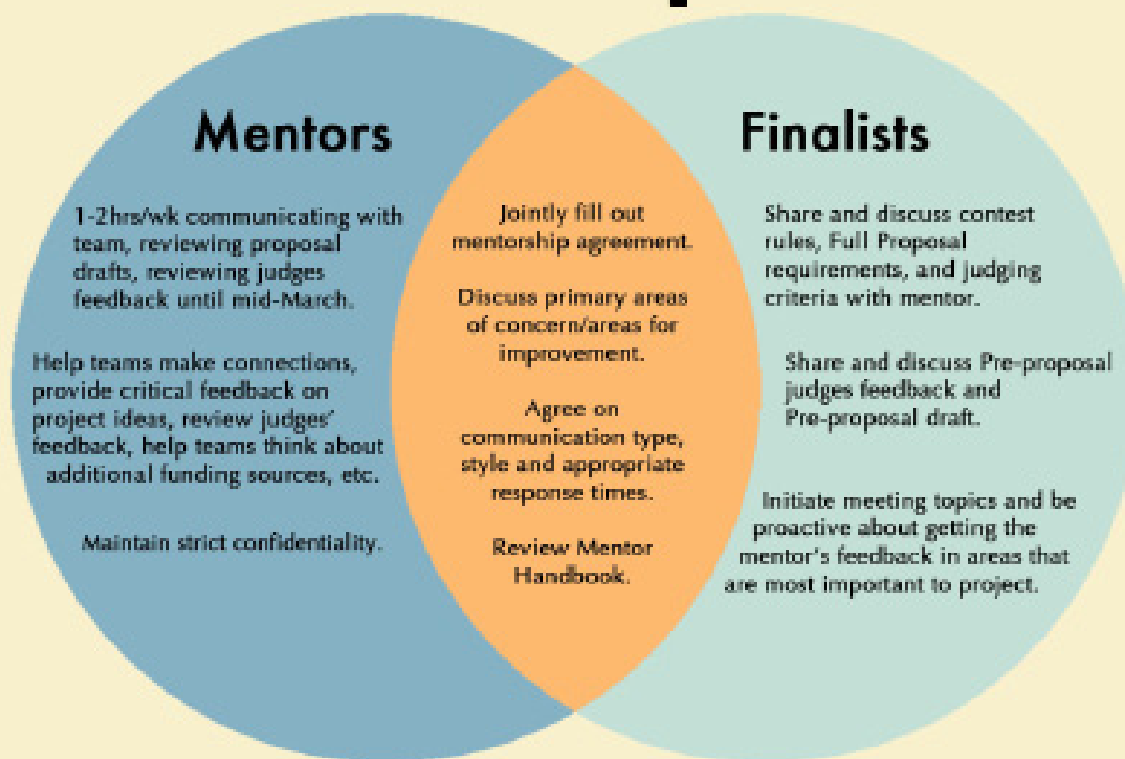 Mentors
1-2hrs/wk communicating with
team, reviewing proposal
drafts, reviewing judges
feedback until mid-March.
Help teams make connections,
provide critical feedback on
project ideas, review judges'
feedback, help teams think about
additional funding sources, etc.
Maintain strict confidentiality.
Jointly fill out
mentorship agreement.
Discuss primary areas
of concern/areas for
improvement.
Agree on
communication type,
style and appropriate
response times.
Review Mentor
Handbook.
Finalists
Share and discuss contest
rules, Full Proposal
requirements, and judging
criteria with mentor.
Share and discuss Pre-proposal
judges feedback and
Pre-proposal draft.
Initiate meeting topics and be
proactive about getting the
mentor's feedback in areas that
are most important to project.